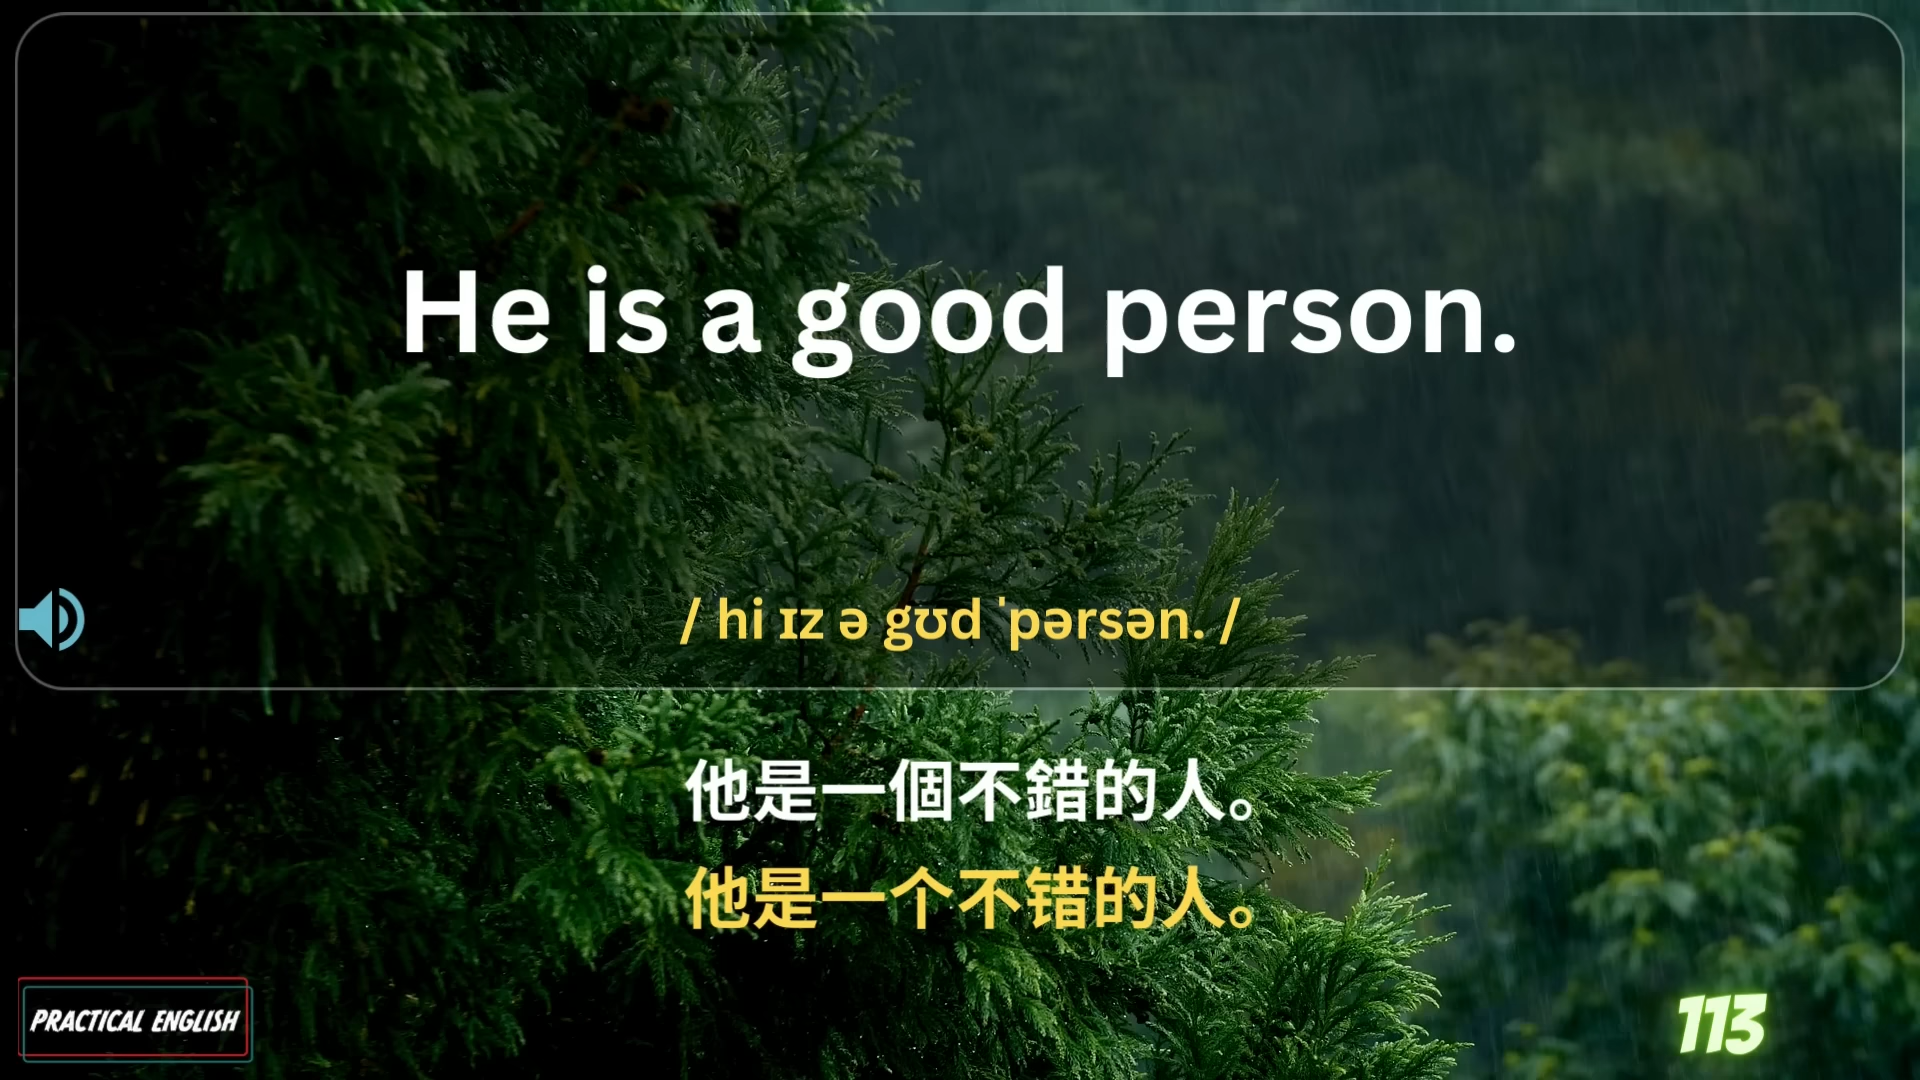 He is a good person.
/ hi ɪz ə gʊd ˈpərsən. /
他是一個不錯的人。
他是一个不错的人。
PRACTICAL ENGLISH
113